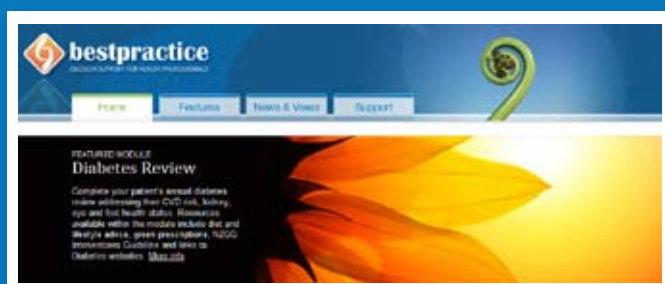 bestpractice
DECISION SUPPORT FOR HEALTH PROFESSIONALS
Home
Features
News & Views
Support
FEATURED MODULE
Diabetes Review
Complete your patient's annual diabetes
review addressing their CVD risk, kidney,
eye and foot health status. Resources
available within the module include diet and
lifestyle advice, green prescriptions, NZGG
Interventions Guideline and links to
Diabetes websites. More info